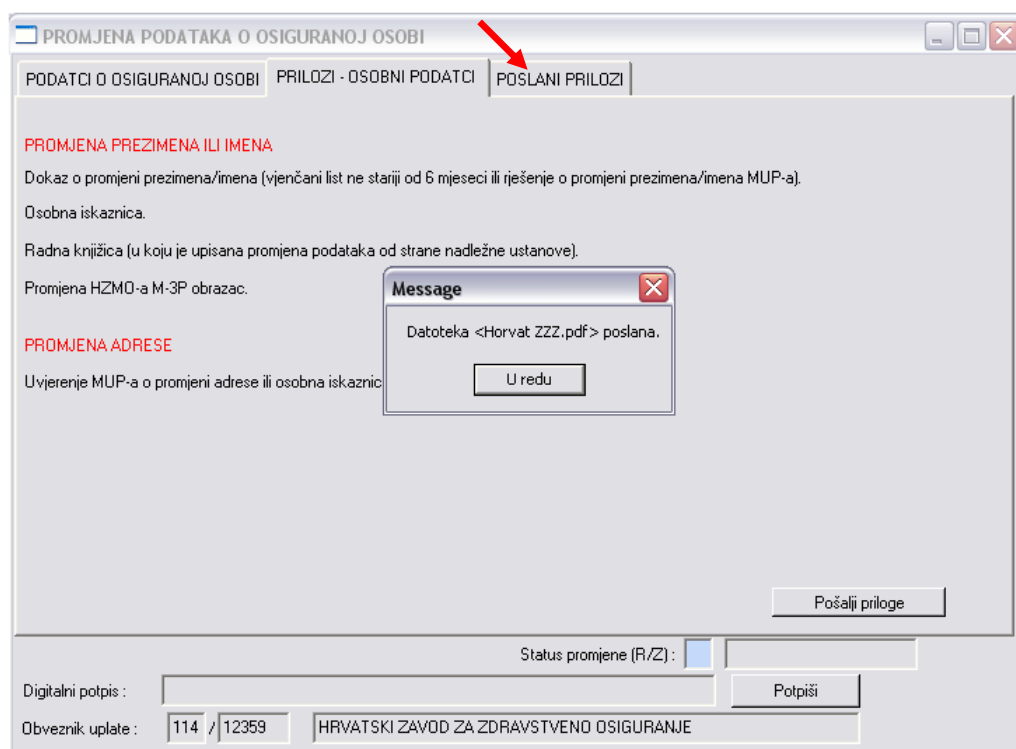 PROMJENA PODATAKA O OSIGURANOJ OSOBI
PODATCI O OSIGURANOJ OSOBI PRILOZI - OSOBNI PODATCI POSLANI PRILOZI
PROMJENA PREZIMENA ILI IMENA
Dokaz o promjeni prezimena/imena (vjenčani list ne stariji od 6 mjeseci ili rješenje o promjeni prezimena/imena MUP-a).
Osobna iskaznica.
Radna knjižica (u koju je upisana promjena podataka od strane nadležne ustanove).
Promjena HZMO-a M-3P obrazac.
Message
Datoteka <Horvat ZZZ.pdf> poslana.
U redu
PROMJENA ADRESE
Uvjerenje MUP-a o promjeni adrese ili osobna iskaznic
Pošalji priloge
Status promjene (R/Z) :
Digitalni potpis : Potpiši
Obveznik uplate : 114 / 12359 HRVATSKI ZAVOD ZA ZDRAVSTVENO OSIGURANJE